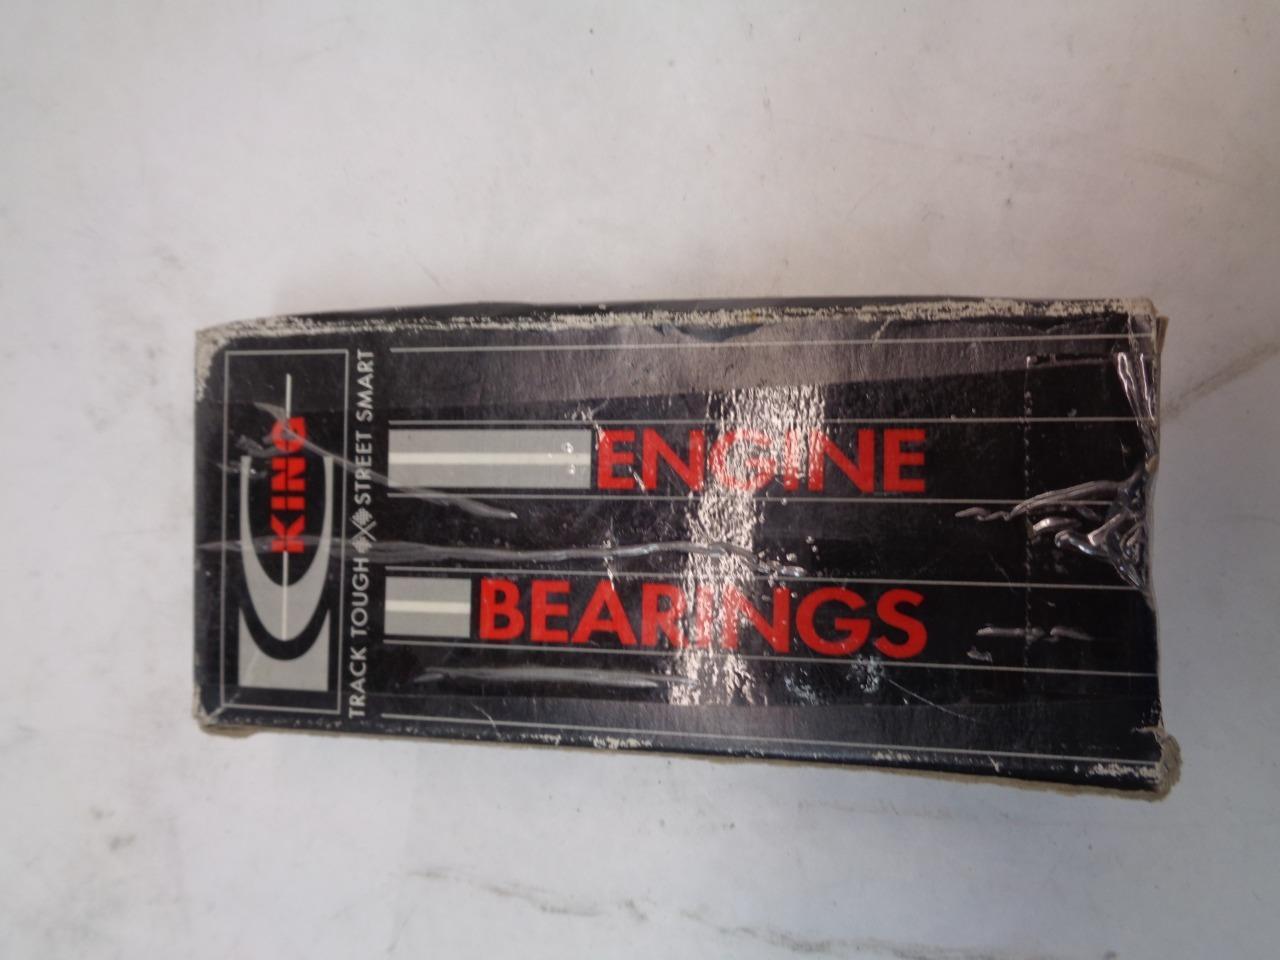 KING
TRACK TOUGH STREET SMART
ENGINE
BEARINGS